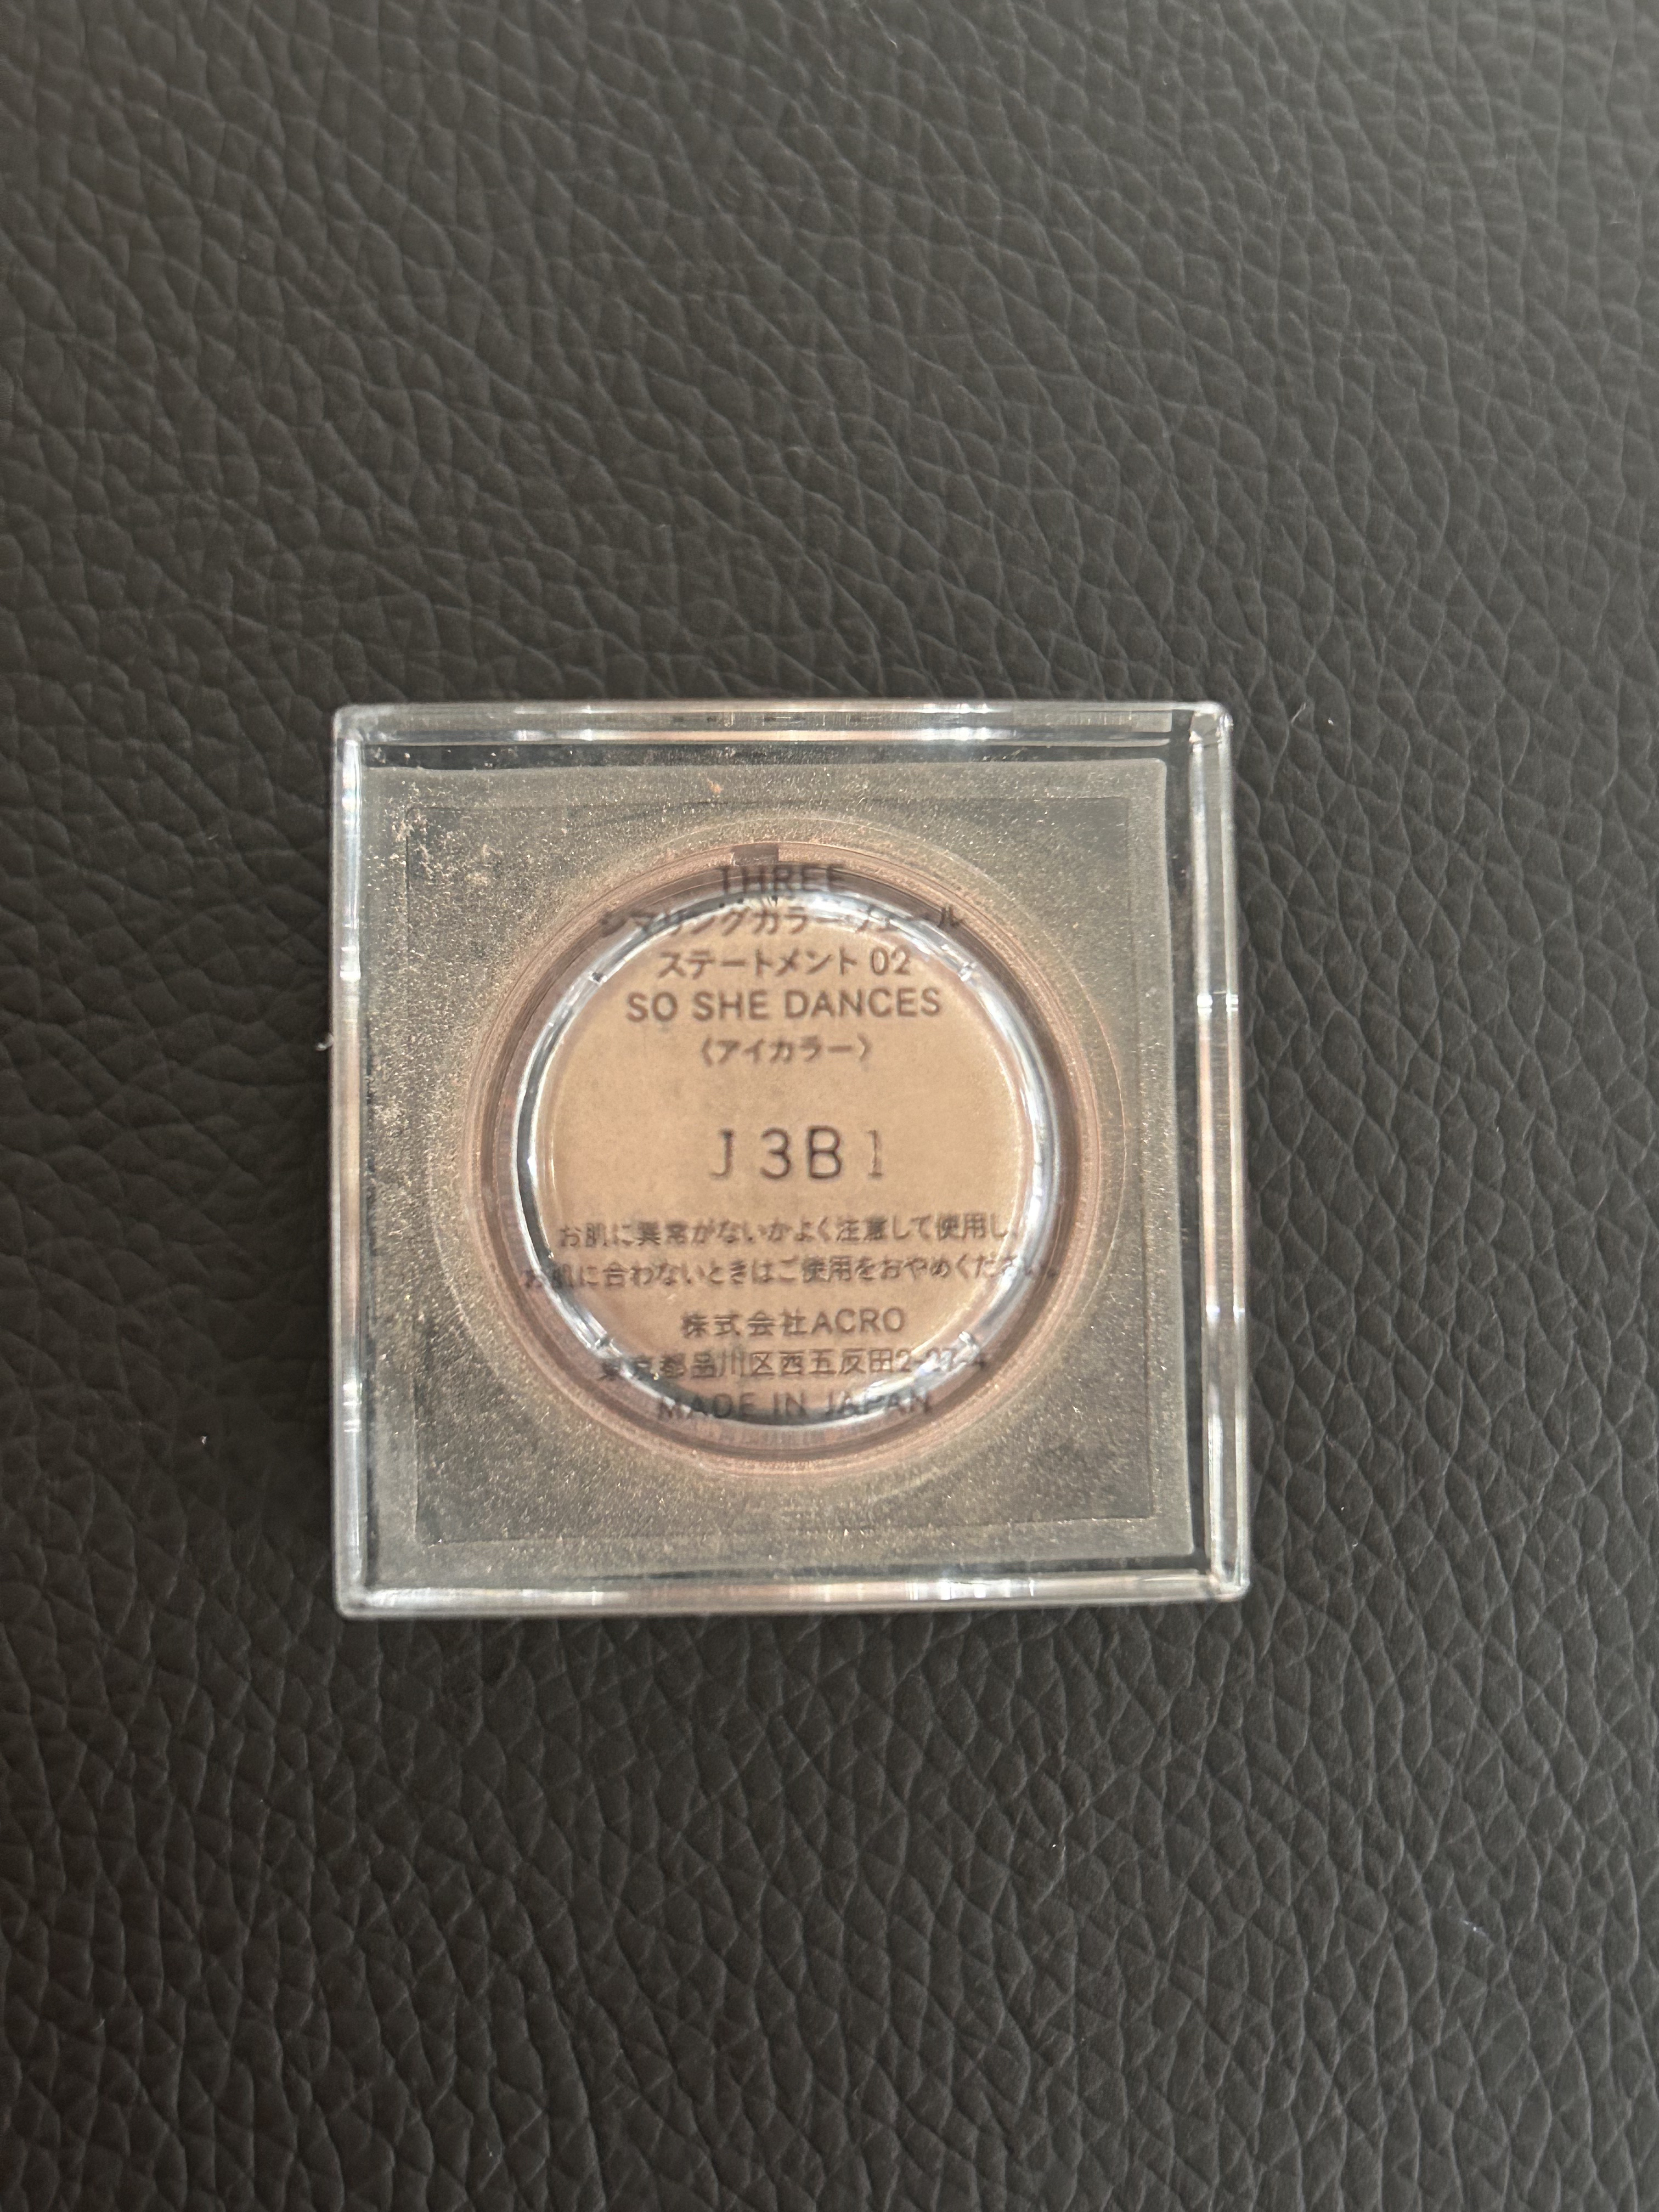 THREE
シマリングカラーヴェール
ステートメント 02
SO SHE DANCES
〈アイカラー〉
J3B1
お肌に異常がないかよく注意して使用し、
お肌に合わないときはご使用をおやめください。
株式会社ACRO
東京都品川区西五反田
MADE IN JAPAN